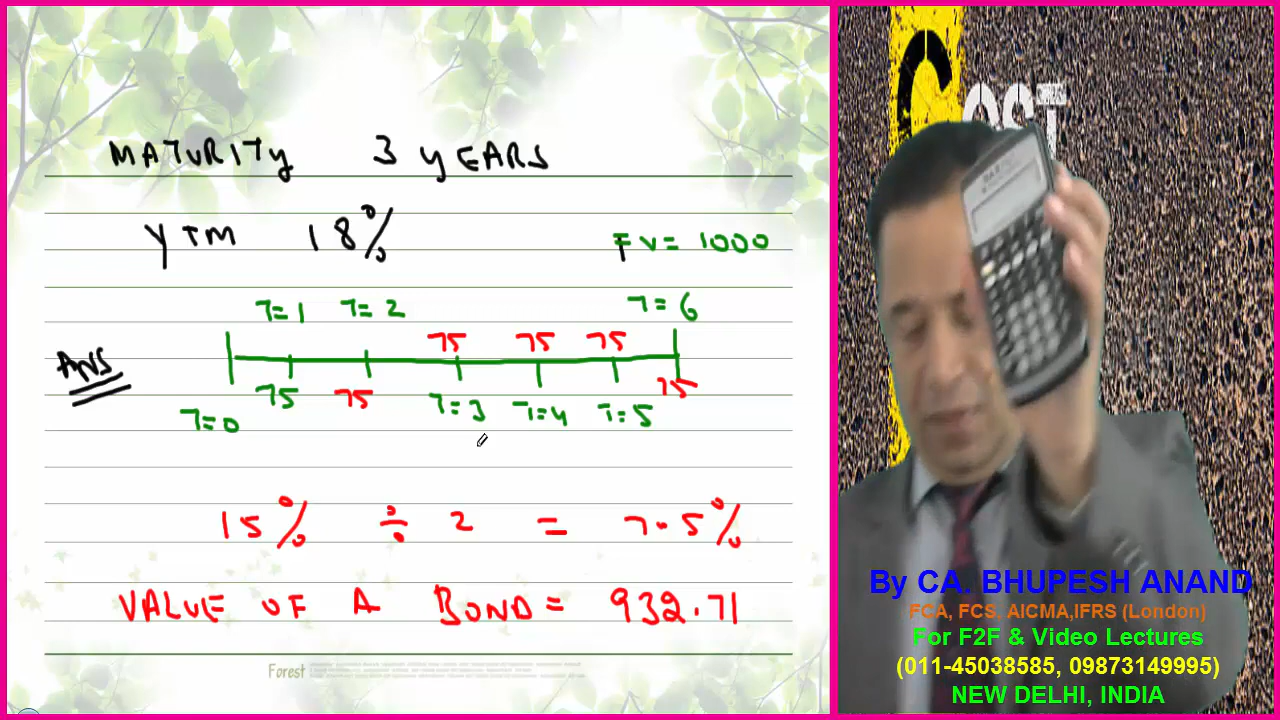 MATURITY 3 YEARS
YTM 18%
FV = 1000
T=1 T=2 T=6
75 75 75
ANS
75 75 75
T=0 T=3 T=4 T=5
15% ÷ 2 = 7.5%
VALUE OF A BOND = 932.71
Forest
COST
By CA. BHUPESH ANAND
FCA, FCS. AICMA,IFRS (London)
For F2F & Video Lectures
(011-45038585, 09873149995)
NEW DELHI, INDIA